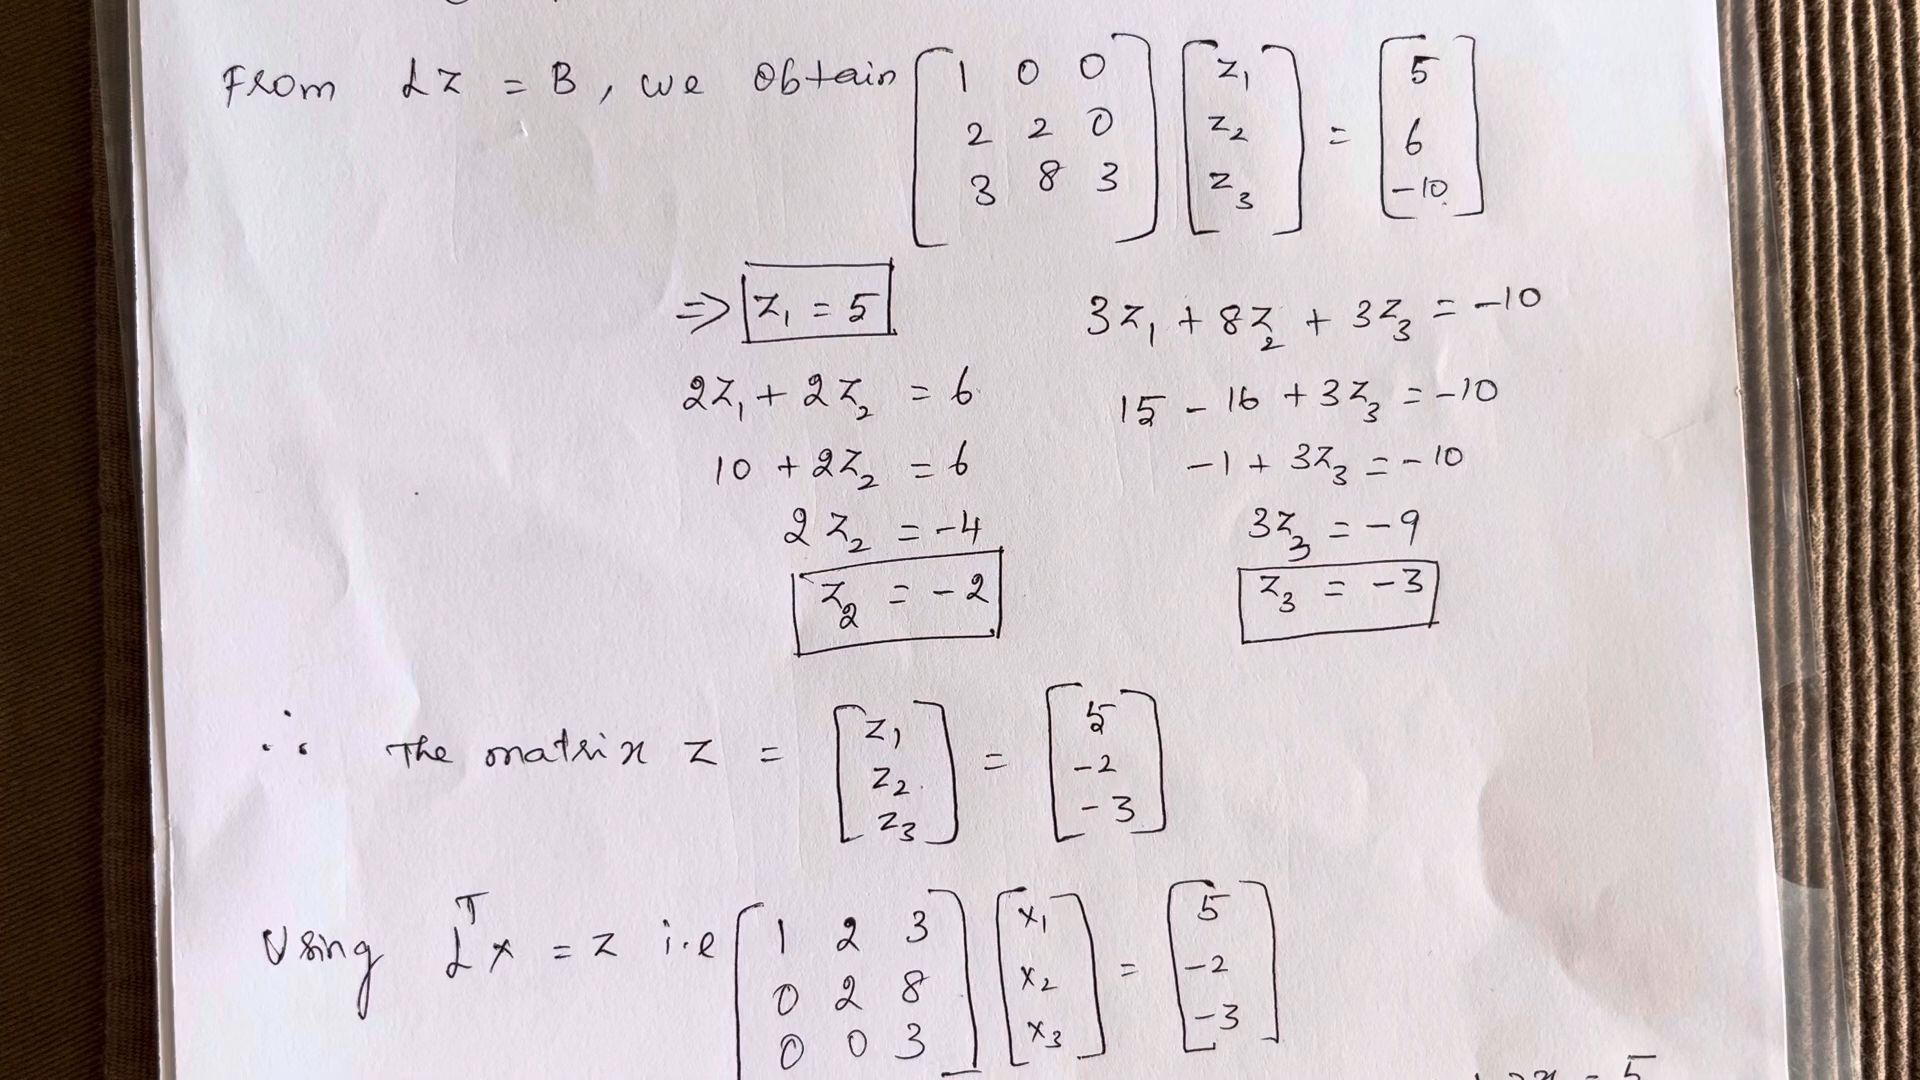 From LZ = B, we obtain [1 0 0 / 2 2 0 / 3 8 3] [z₁ / z₂ / z₃] = [5 / 6 / -10]
=> z₁ = 5
2z₁ + 2z₂ = 6
10 + 2z₂ = 6
2z₂ = -4
z₂ = -2
3z₁ + 8z₂ + 3z₃ = -10
15 - 16 + 3z₃ = -10
-1 + 3z₃ = -10
3z₃ = -9
z₃ = -3
∴ The matrix z = [z₁ / z₂ / z₃] = [5 / -2 / -3]
Using Lᵀx = z i.e [1 2 3 / 0 2 8 / 0 0 3] [x₁ / x₂ / x₃] = [5 / -2 / -3]
= 5